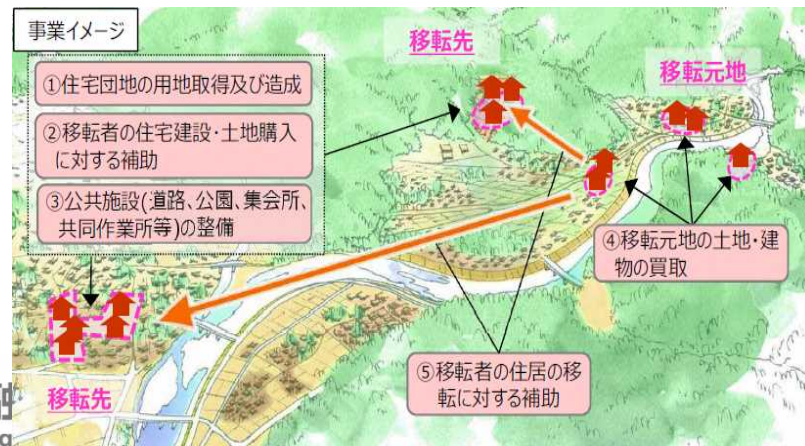 事業イメージ
①住宅団地の用地取得及び造成
②移転者の住宅建設・土地購入
に対する補助
③公共施設(道路、公園、集会所、
共同作業所等)の整備
移転先
移転元地
④移転元地の土地・建
物の買取
⑤移転者の住居の移
転に対する補助
移転先